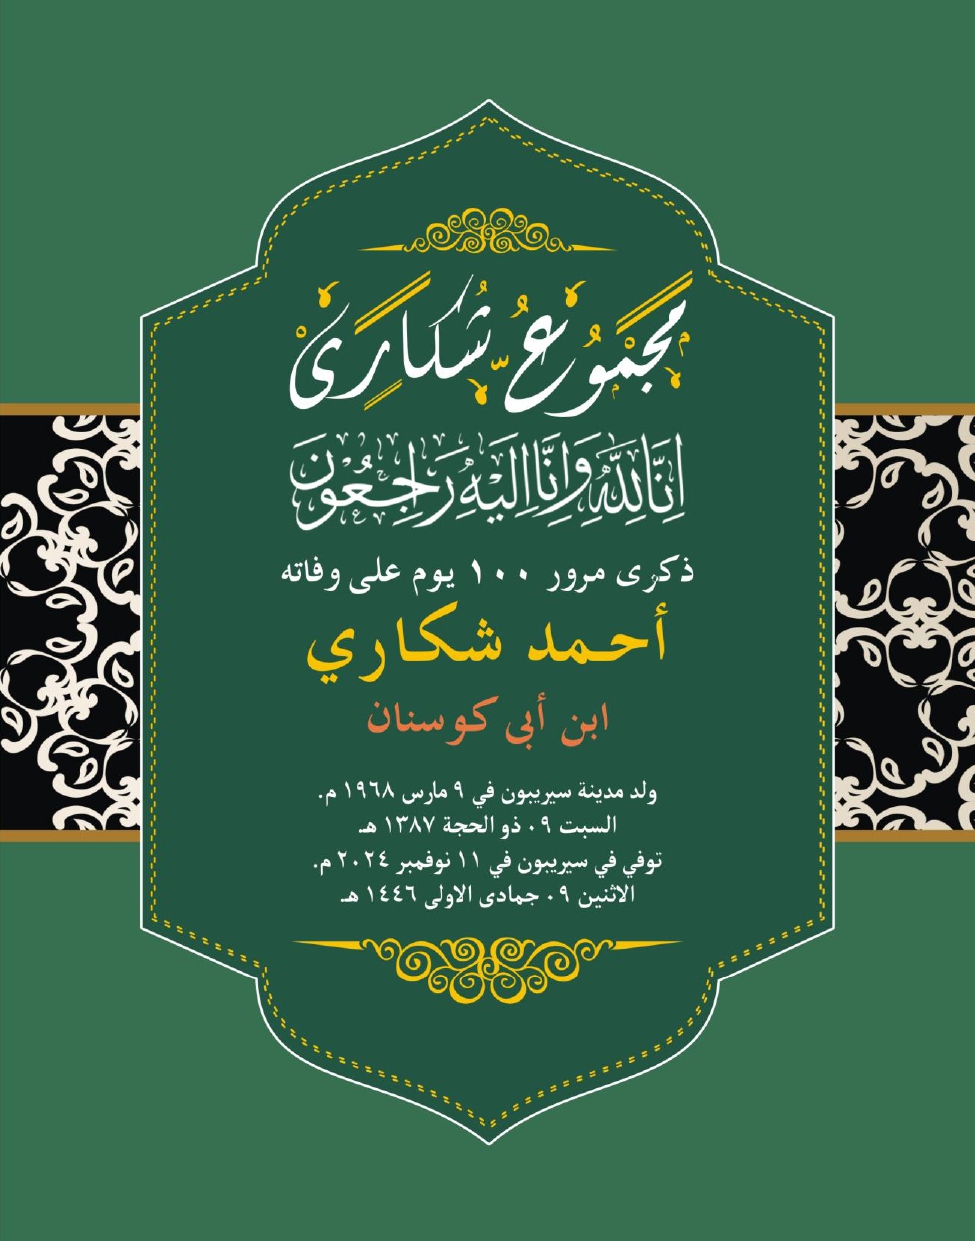 مجموع شكاري
انا لله وانا اليه راجعون
ذكرى مرور ١٠٠ يوم على وفاته
أحمد شكاري
ابن أبي كوسنان
ولد مدينة سيريبون في ٩ مارس ١٩٦٨ م.
السبت ٠٩ ذو الحجة ١٣٨٧ هـ
توفي في سيريبون في ١١ نوفمبر ٢٠٢٤ م.
الاثنين ٠٩ جمادى الاولى ١٤٤٦ هـ